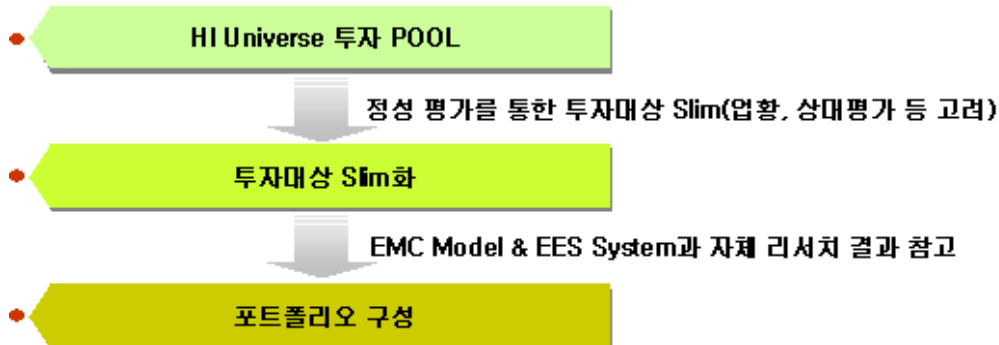 HI Universe 투자 POOL
정성 평가를 통한 투자대상 Slim(업황, 상대평가 등 고려)
투자대상 Slim화
EMC Model & EES System과 자체 리서치 결과 참고
포트폴리오 구성